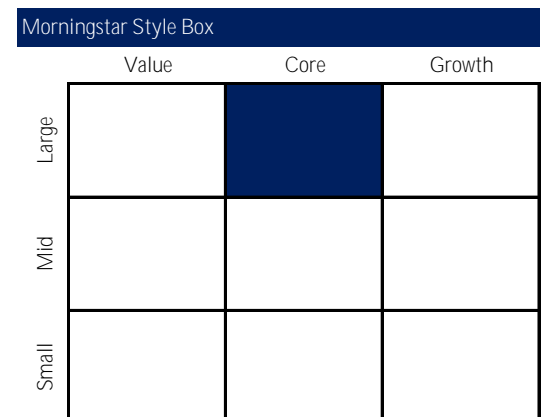 Morningstar Style Box
Value Core Growth
Large
Mid
Small